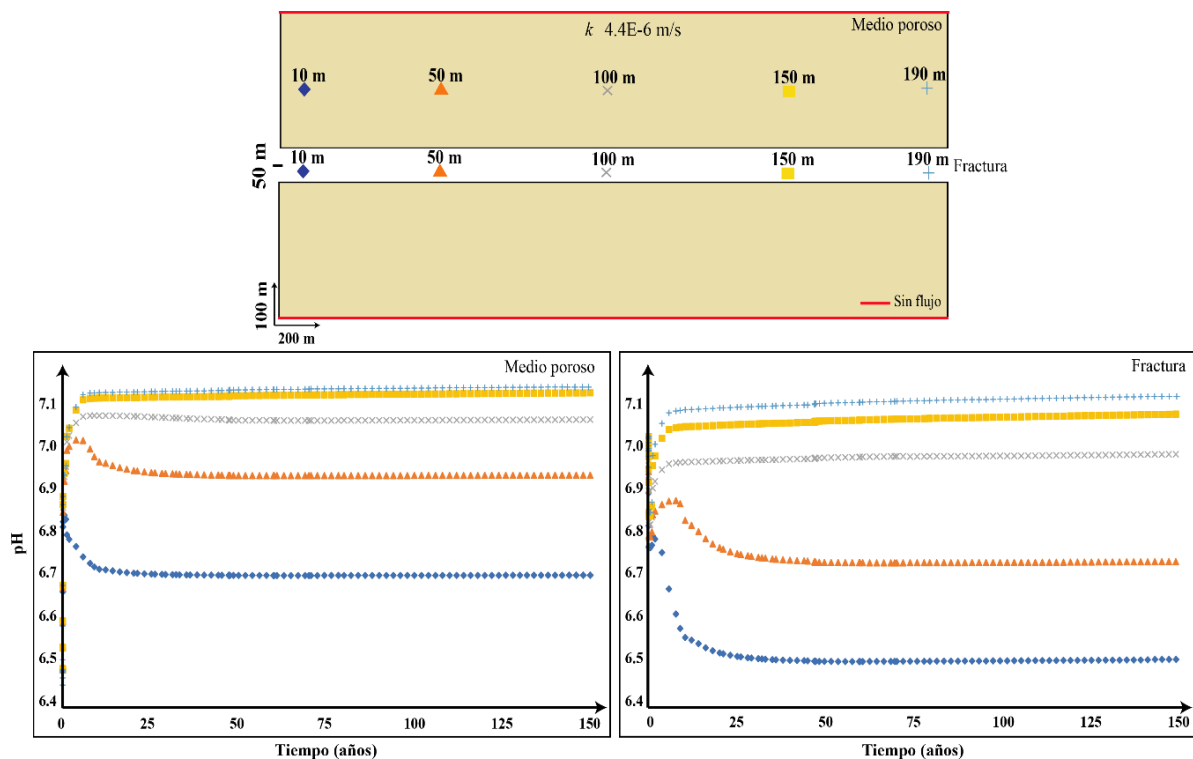 k 4.4E-6 m/s
Medio poroso
10 m 50 m 100 m 150 m 190 m
10 m 50 m 100 m 150 m 190 m
Fractura
50 m
Sin flujo
100 m
200 m
Medio poroso
pH
7.1
7.0
6.9
6.8
6.7
6.6
6.5
6.4
0 25 50 75 100 125 150
Tiempo (años)
Fractura
7.1
7.0
6.9
6.8
6.7
6.6
6.5
6.4
0 25 50 75 100 125 150
Tiempo (años)